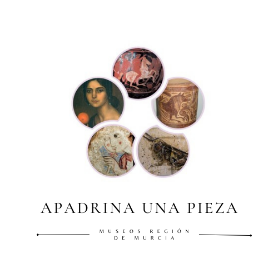 APADRINA UNA PIEZA
MUSEOS REGIÓN
DE MURCIA